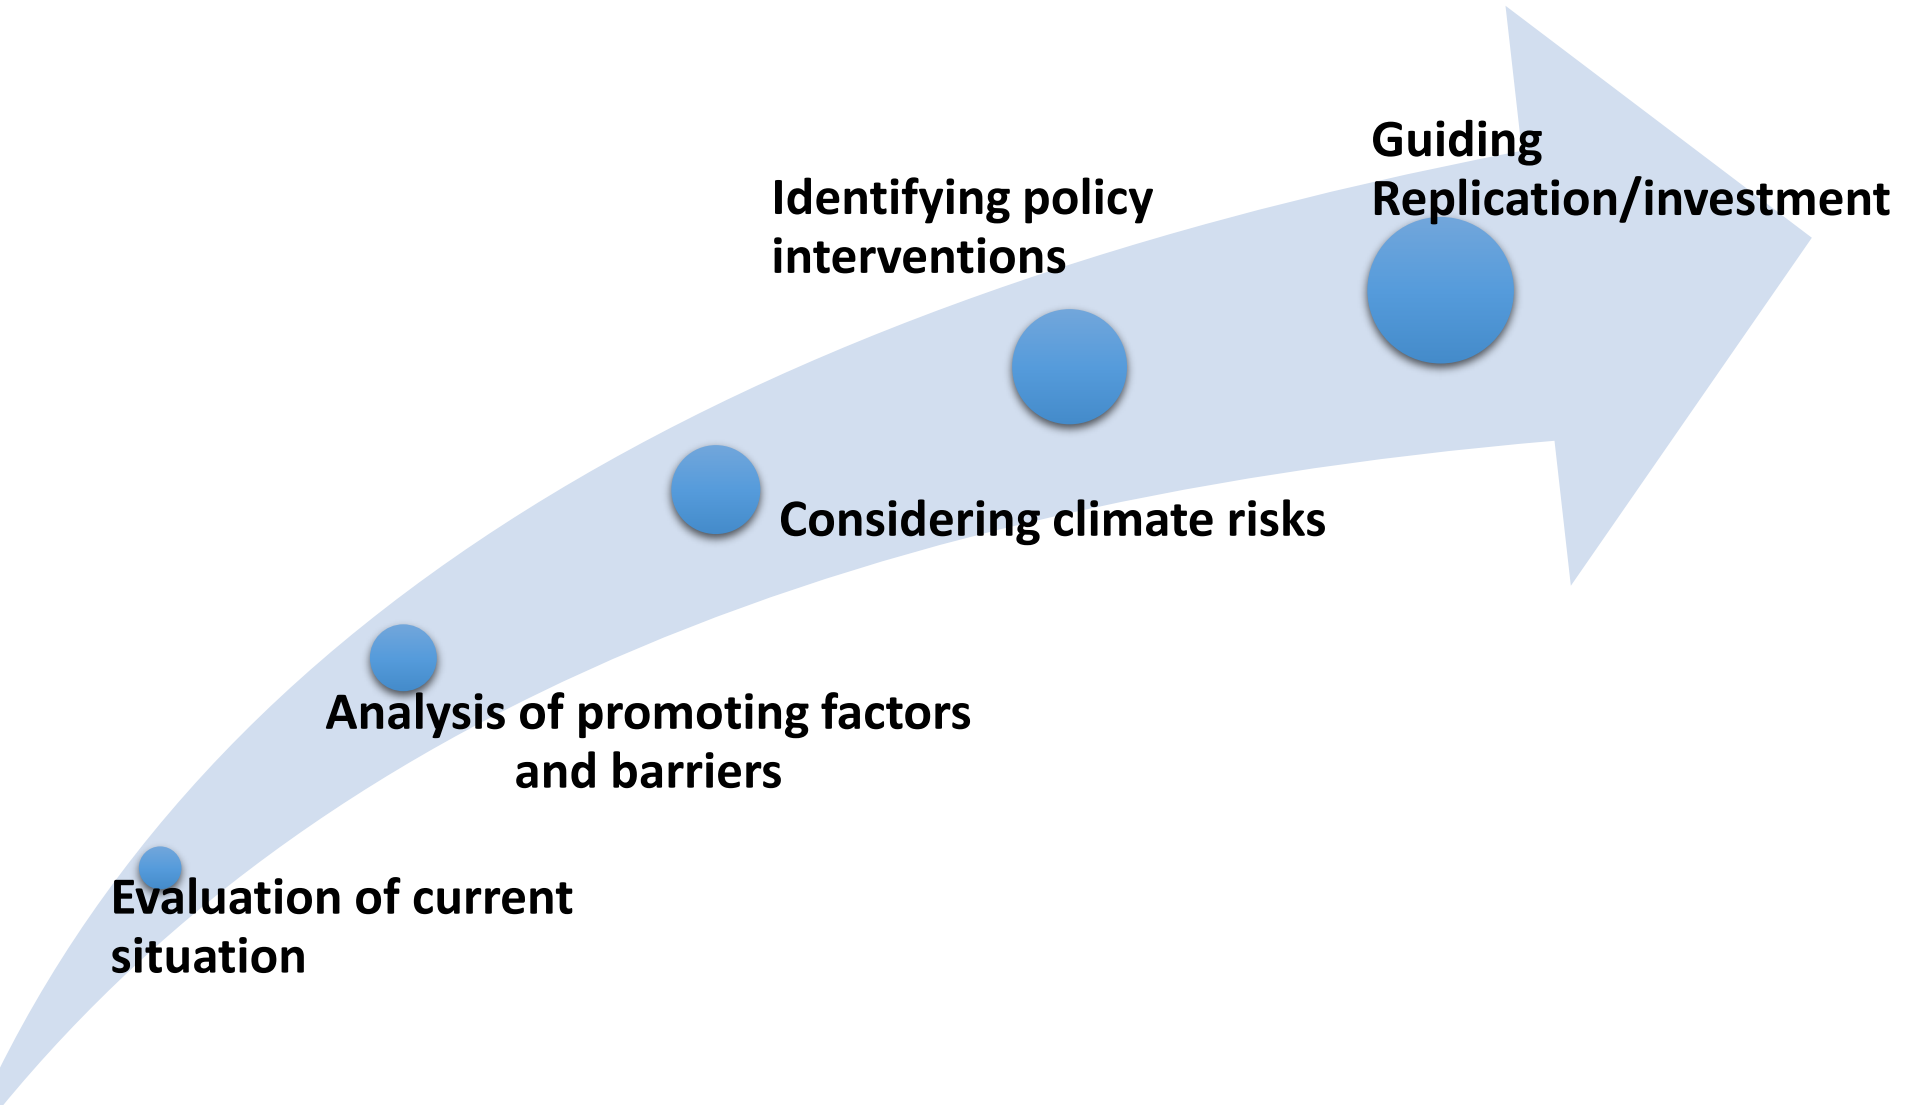 Guiding
Replication/investment
Identifying policy
interventions
Considering climate risks
Analysis of promoting factors
and barriers
Evaluation of current
situation